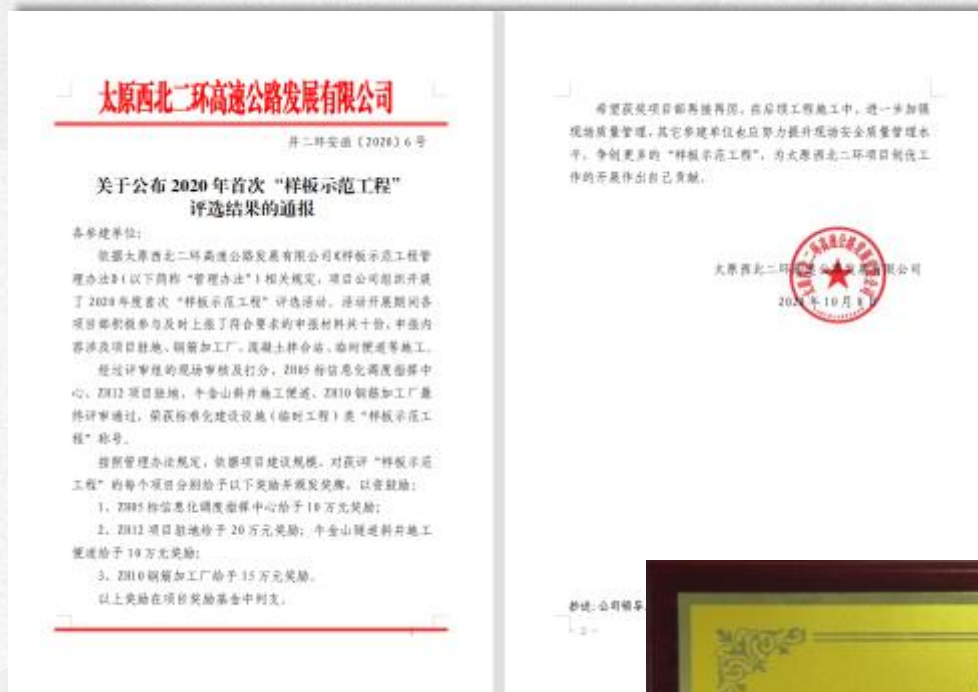 太原西北二环高速公路发展有限公司
并二环安函〔2020〕6号
关于公布2020年首次“样板示范工程”
评选结果的通报
各参建单位：
依据太原西北二环高速公路发展有限公司《样板示范工程管
理办法》（以下简称“管理办法”）相关规定，项目公司组织开展
了2020年度首次“样板示范工程”评选活动。活动开展期间各
项目部积极参与及时上报了符合要求的申报材料共十份，申报内
容涉及项目驻地、钢筋加工厂、混凝土拌合站、临时便道等施工。
经过评审组的现场审核及打分，ZH05标信息化调度指挥中
心、ZH12项目驻地、牛金山斜井施工便道、ZH10钢筋加工厂最
终评审通过，荣获标准化建设设施（临时工程）类“样板示范工
程”称号。
按照管理办法规定，依据项目建设规模，对获评“样板示范
工程”的每个项目分别给予以下奖励并颁发奖牌，以资鼓励：
1、ZH05标信息化调度指挥中心给予10万元奖励；
2、ZH12项目驻地给予20万元奖励；牛金山隧道斜井施工
便道给予10万元奖励；
3、ZH10钢筋加工厂给予15万元奖励。
以上奖励在项目奖励基金中列支。
希望获奖项目部再接再厉，在后续工程施工中，进一步加强
现场质量管理，其它参建单位也应努力提升现场安全质量管理水
平，争创更多的“样板示范工程”，为太原西北二环项目创优工
作的开展作出自己贡献。
太原西北二环高速公路发展有限公司
年10月8日
抄送：公司领导
- 2 -